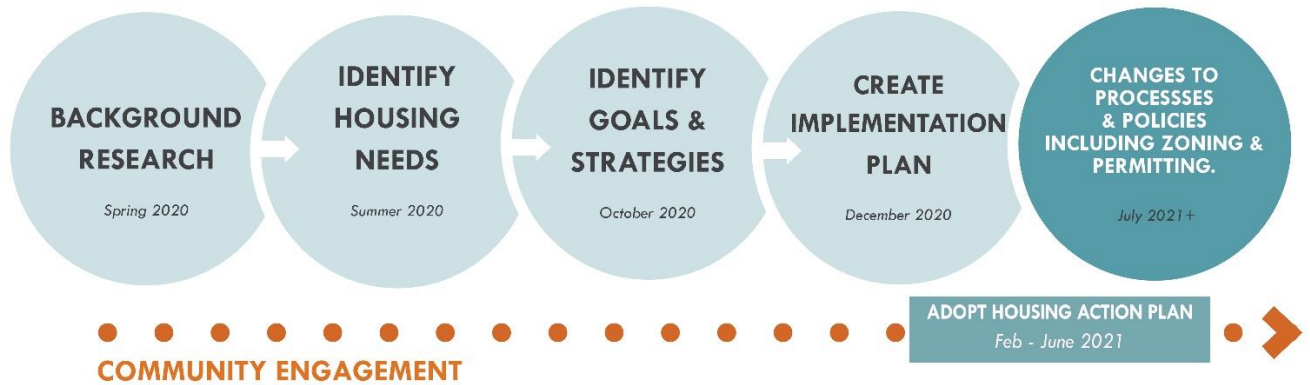 BACKGROUND
RESEARCH
Spring 2020
IDENTIFY
HOUSING
NEEDS
Summer 2020
IDENTIFY
GOALS &
STRATEGIES
October 2020
CREATE
IMPLEMENTATION
PLAN
December 2020
CHANGES TO
PROCESSSES
& POLICIES
INCLUDING ZONING &
PERMITTING.
July 2021+
ADOPT HOUSING ACTION PLAN
Feb - June 2021
COMMUNITY ENGAGEMENT